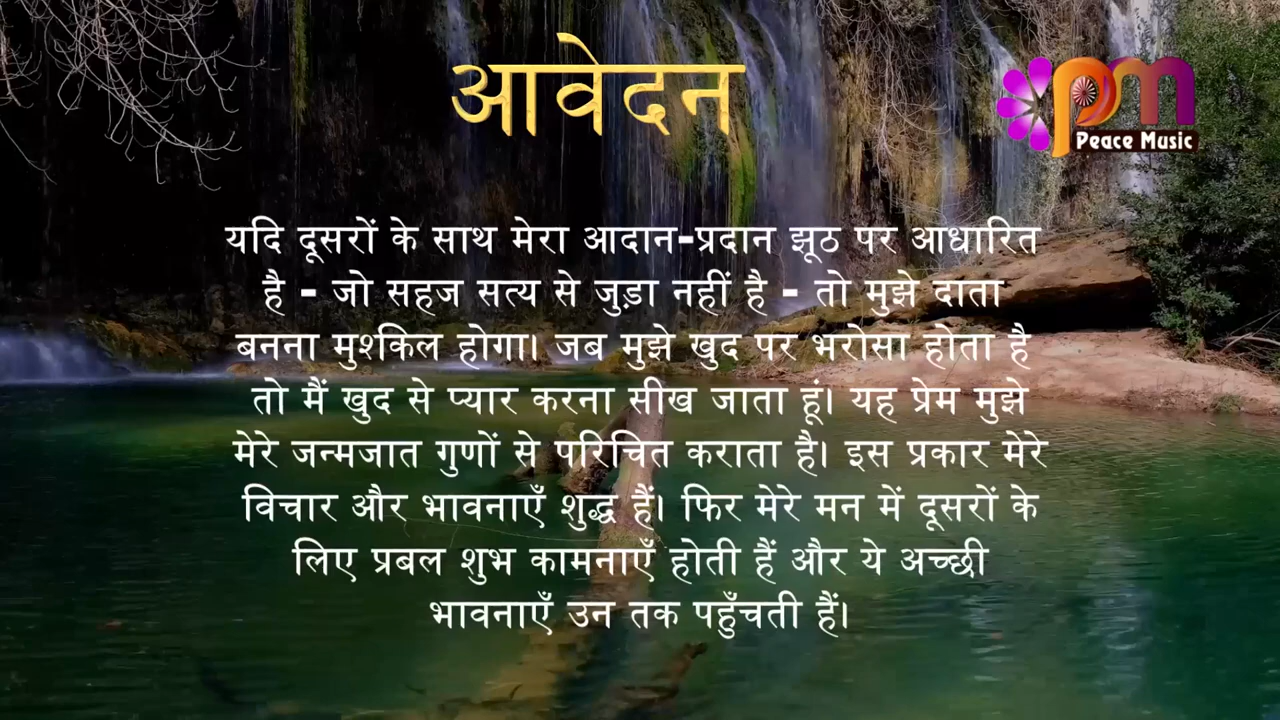 आवेदन
pm
Peace Music
यदि दूसरों के साथ मेरा आदान-प्रदान झूठ पर आधारित
है - जो सहज सत्य से जुड़ा नहीं है - तो मुझे दाता
बनना मुश्किल होगा। जब मुझे खुद पर भरोसा होता है
तो मैं खुद से प्यार करना सीख जाता हूं। यह प्रेम मुझे
मेरे जन्मजात गुणों से परिचित कराता है। इस प्रकार मेरे
विचार और भावनाएँ शुद्ध हैं। फिर मेरे मन में दूसरों के
लिए प्रबल शुभ कामनाएँ होती हैं और ये अच्छी
भावनाएँ उन तक पहुँचती हैं।